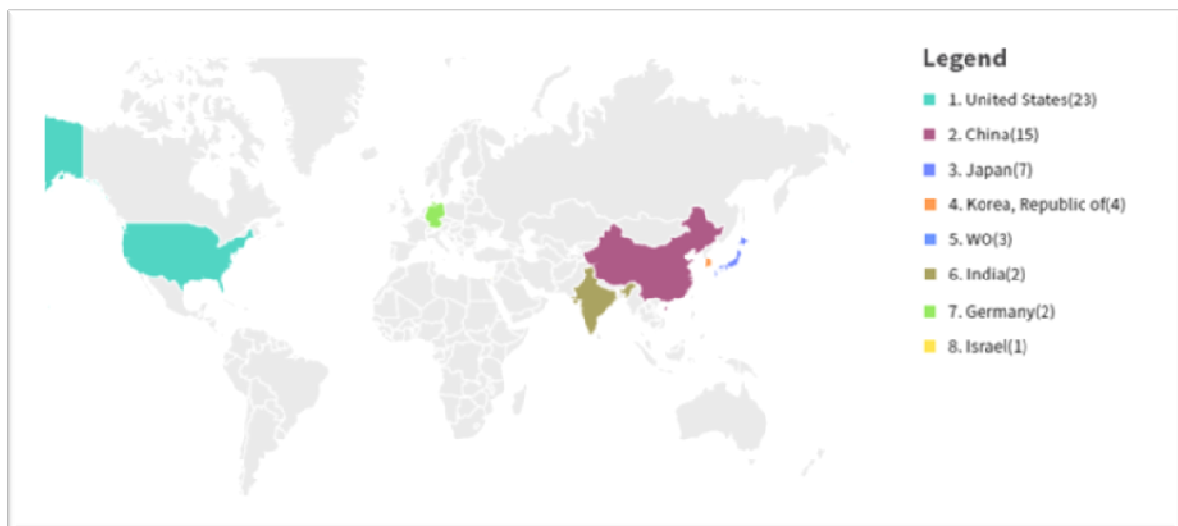 Legend
1. United States(23)
2. China(15)
3. Japan(7)
4. Korea, Republic of(4)
5. WO(3)
6. India(2)
7. Germany(2)
8. Israel(1)